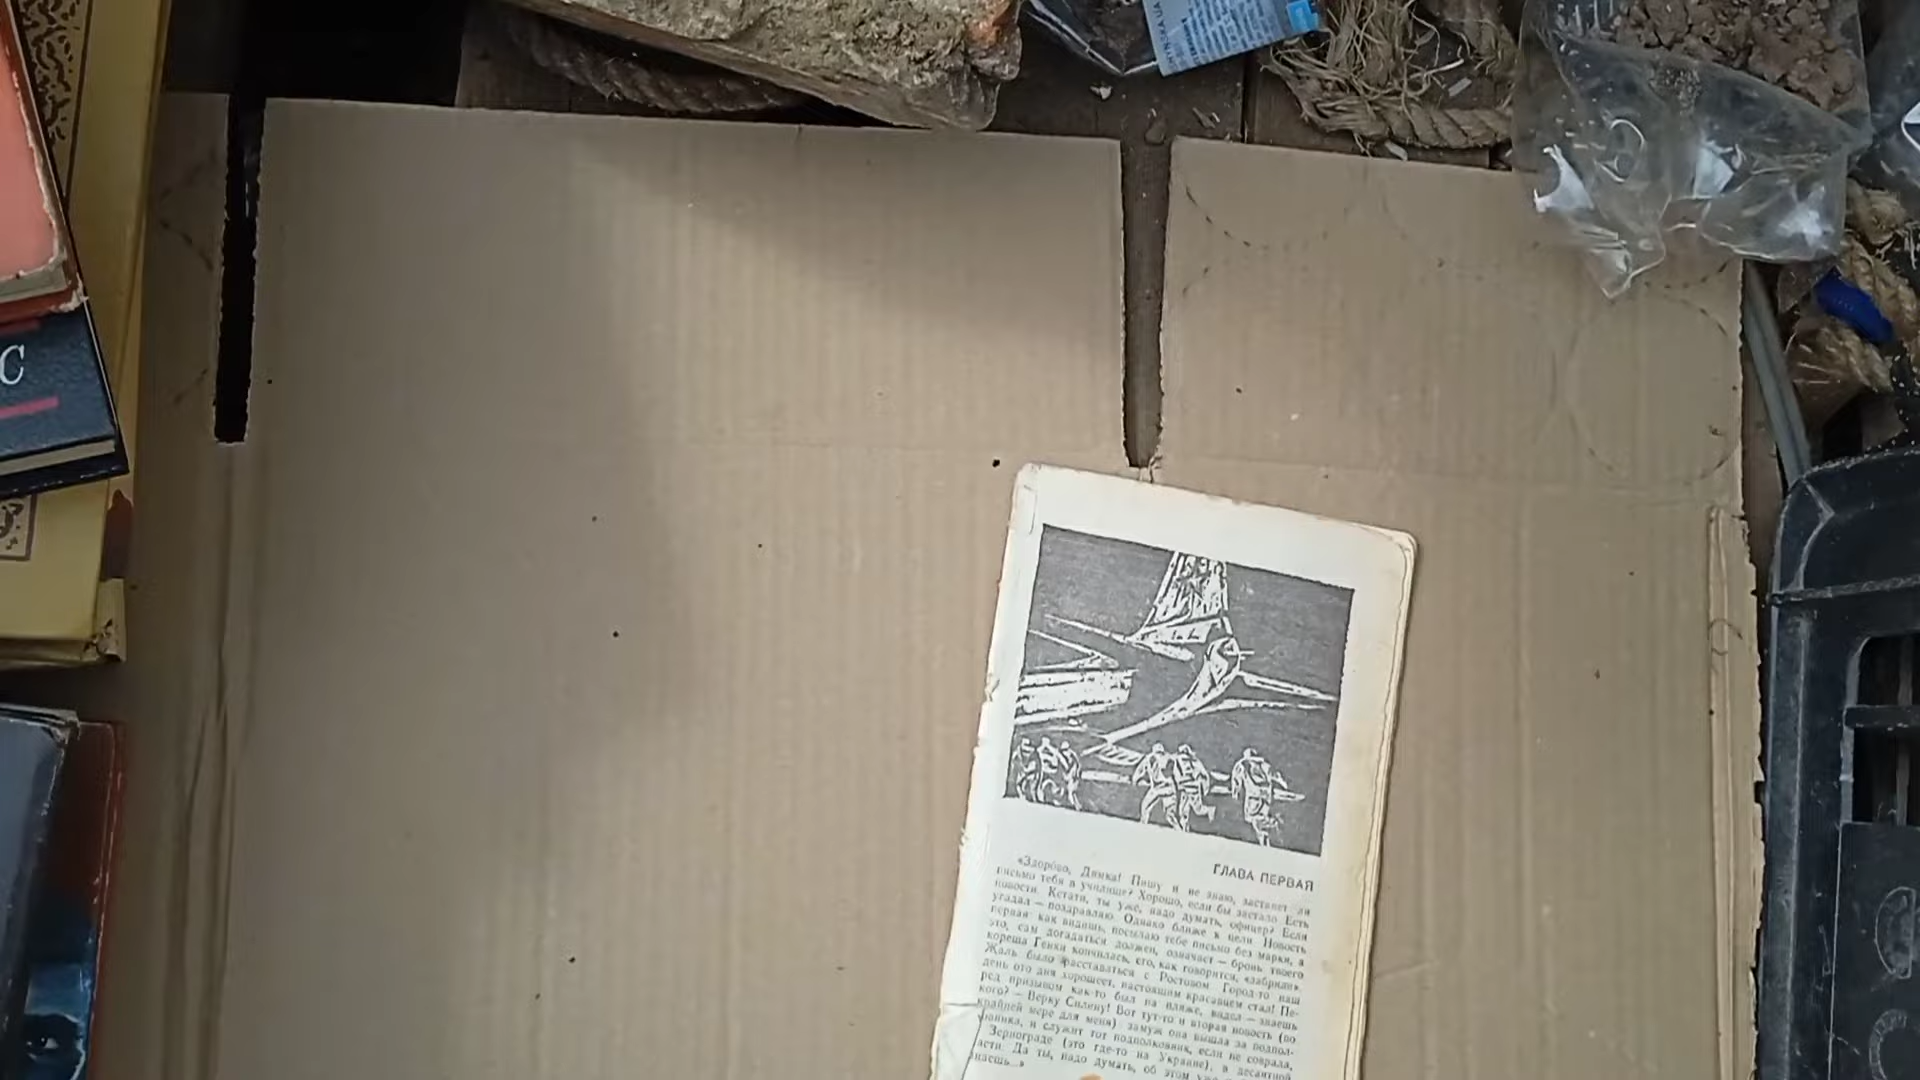 С
ГЛАВА ПЕРВАЯ
«Здорово, Димка! Пишу и не знаю, застанет ли
письмо тебя в училище? Хорошо, если бы застало. Есть
новости. Кстати, ты уже, надо думать, офицер? Если
угадал — поздравляю. Однако ближе к цели. Новость
первая: как видишь, посылаю тебе письмо без марки, а
это, сам догадаться должен, означает — бронь твоего
кореша Генки кончилась, его, как говорится, «забрили».
Жаль было расставаться с Ростовом. Город-то наш
день ото дня хорошеет, настоящим красавцем стал! Пе-
ред призывом как-то был на пляже, видел — знаешь
кого? — Верку Силену! Вот тут-то и вторая новость (по
крайней мере для меня): замуж она вышла за подпол-
ковника, и служит тот подполковник, если не соврала,
Зернограде (это где-то на Украине), в десантной
части. Да ты, надо думать, об этом уже
знаешь...»